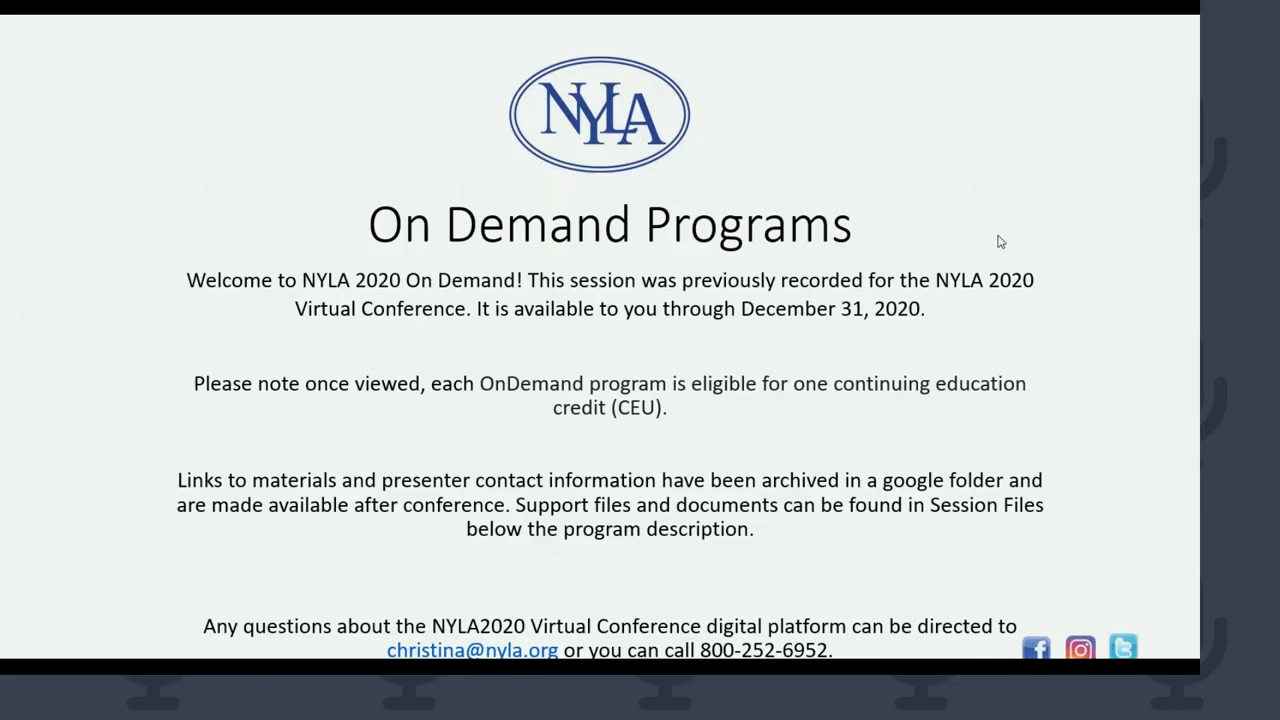 NYLA
On Demand Programs
Welcome to NYLA 2020 On Demand! This session was previously recorded for the NYLA 2020
Virtual Conference. It is available to you through December 31, 2020.
Please note once viewed, each OnDemand program is eligible for one continuing education
credit (CEU).
Links to materials and presenter contact information have been archived in a google folder and
are made available after conference. Support files and documents can be found in Session Files
below the program description.
Any questions about the NYLA2020 Virtual Conference digital platform can be directed to
christina@nyla.org or you can call 800-252-6952.